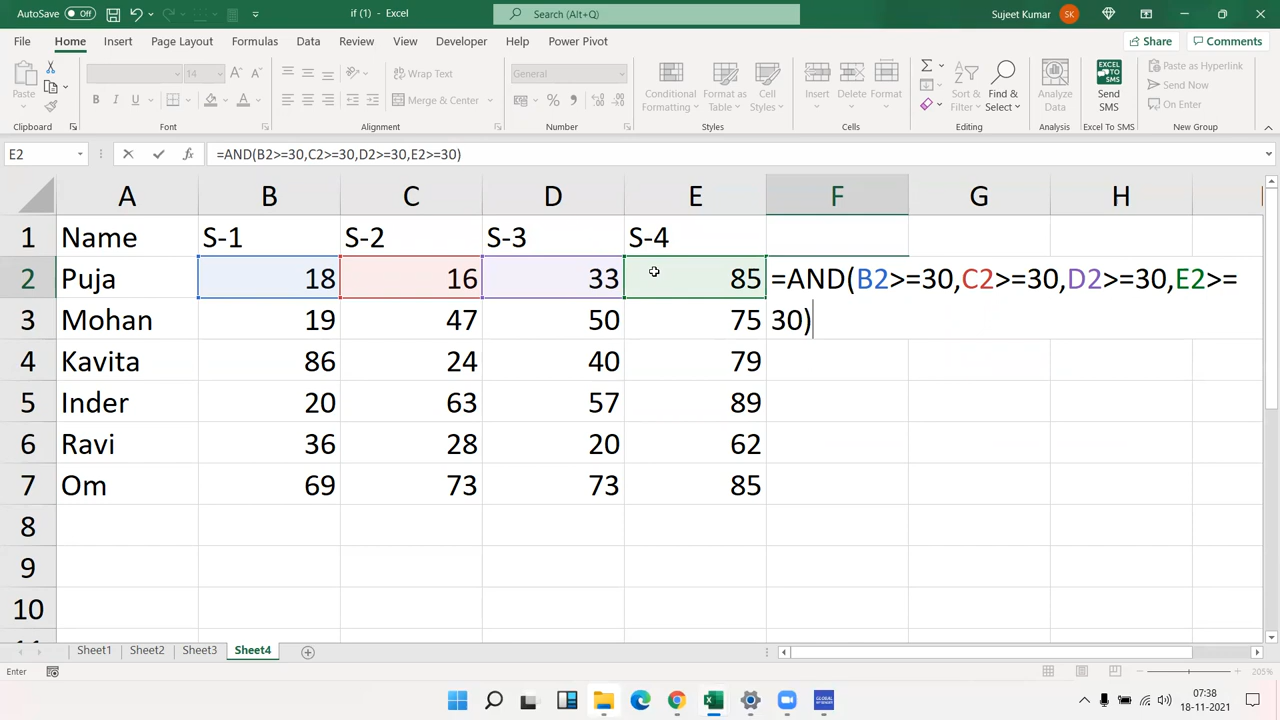 AutoSave Off if (1) - Excel Search (Alt+Q) Sujeet Kumar SK
File Home Insert Page Layout Formulas Data Review View Developer Help Power Pivot Share Comments
Paste 14 Wrap Text General Conditional Formatting Format as Table Cell Styles Insert Delete Format Sort & Filter Find & Select Analyze Data Send SMS Paste as Hyperlink
B I U Merge & Center Send Now
On Enter
Clipboard Font Alignment Number Styles Cells Editing Analysis Excel To SMS New Group
E2 fx =AND(B2>=30,C2>=30,D2>=30,E2>=30)
A B C D E F G H
1 Name S-1 S-2 S-3 S-4
2 Puja 18 16 33 85 =AND(B2>=30,C2>=30,D2>=30,E2>=
3 Mohan 19 47 50 75 30)
4 Kavita 86 24 40 79
5 Inder 20 63 57 89
6 Ravi 36 28 20 62
7 Om 69 73 73 85
8
9
10
Sheet1 Sheet2 Sheet3 Sheet4
Enter 205%
07:38
18-11-2021